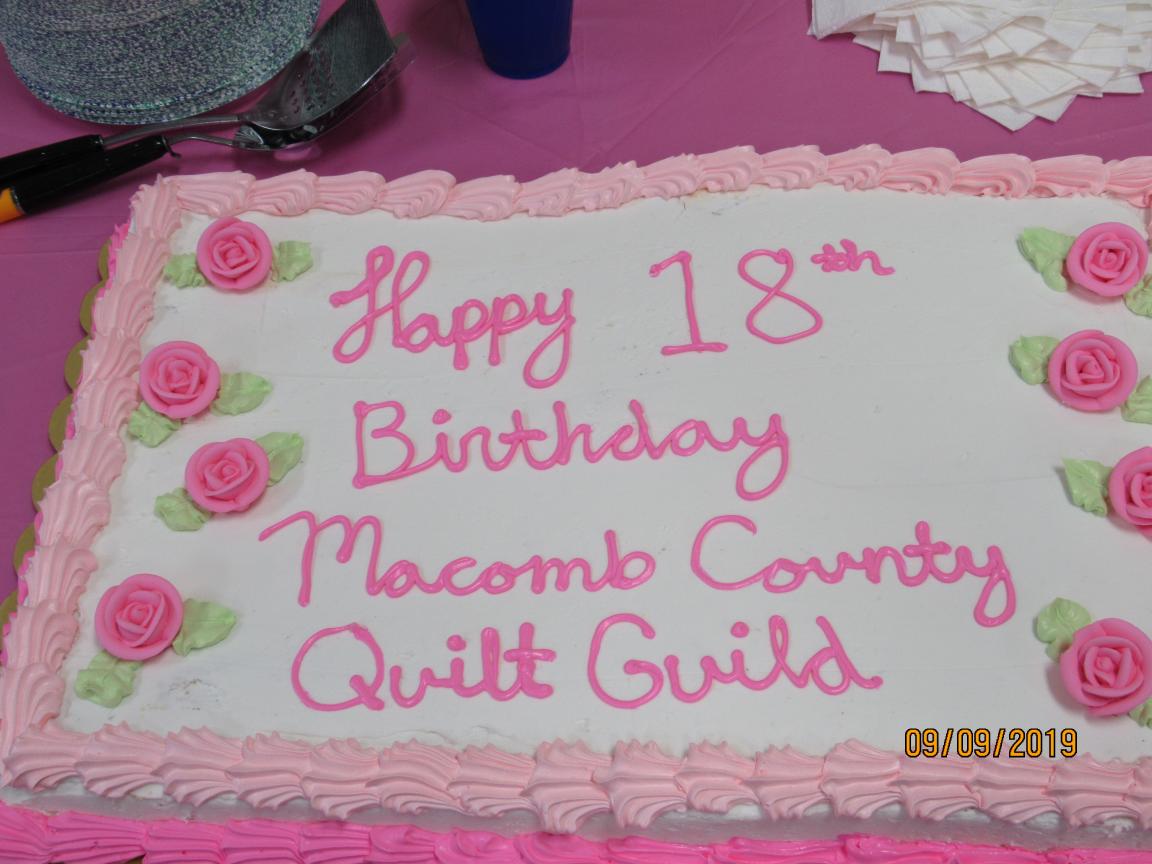 Happy 18th
Birthday
Macomb County
Quilt Guild
09/09/2019